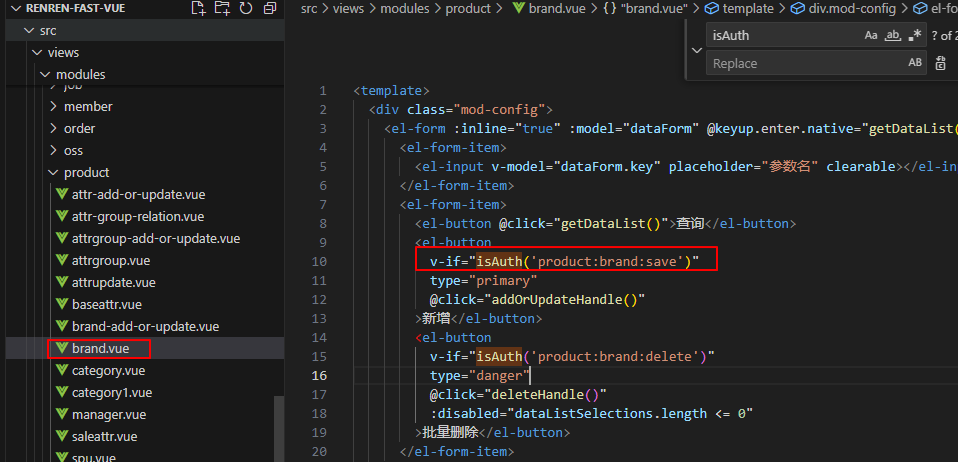 RENREN-FAST-VUE
src
views
modules
job
member
order
oss
product
attr-add-or-update.vue
attr-group-relation.vue
attrgroup-add-or-update.vue
attrgroup.vue
attrupdate.vue
baseattr.vue
brand-add-or-update.vue
brand.vue
category.vue
category1.vue
manager.vue
saleattr.vue
spu.vue
src > views > modules > product > brand.vue > {} "brand.vue" > template > div.mod-config > el-f
isAuth Aa ab .* ? of 2
Replace AB
1 <template>
2 <div class="mod-config">
3 <el-form :inline="true" :model="dataForm" @keyup.enter.native="getDataList(
4 <el-form-item>
5 <el-input v-model="dataForm.key" placeholder="参数名" clearable></el-in
6 </el-form-item>
7 <el-form-item>
8 <el-button @click="getDataList()">查询</el-button>
9 <el-button
10 v-if="isAuth('product:brand:save')"
11 type="primary"
12 @click="addOrUpdateHandle()"
13 >新增</el-button>
14 <el-button
15 v-if="isAuth('product:brand:delete')"
16 type="danger"
17 @click="deleteHandle()"
18 :disabled="dataListSelections.length <= 0"
19 >批量删除</el-button>
20 </el-form-item>